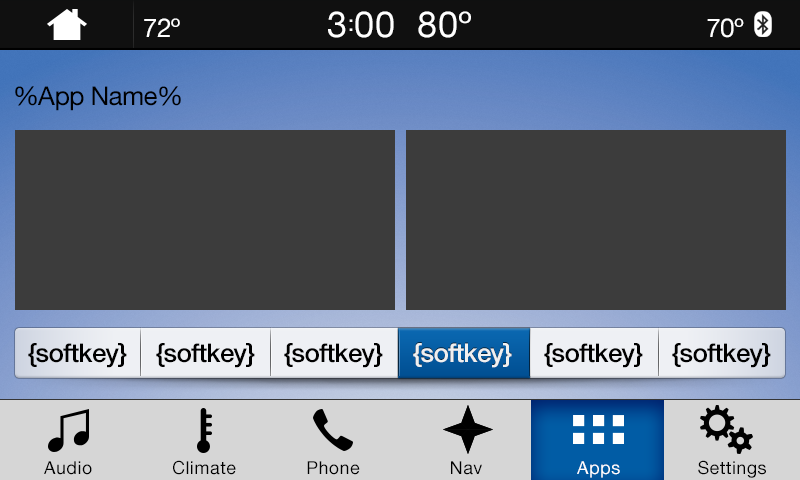 72º 3:00 80º 70º
%App Name%
{softkey} {softkey} {softkey} {softkey} {softkey} {softkey}
Audio Climate Phone Nav Apps Settings